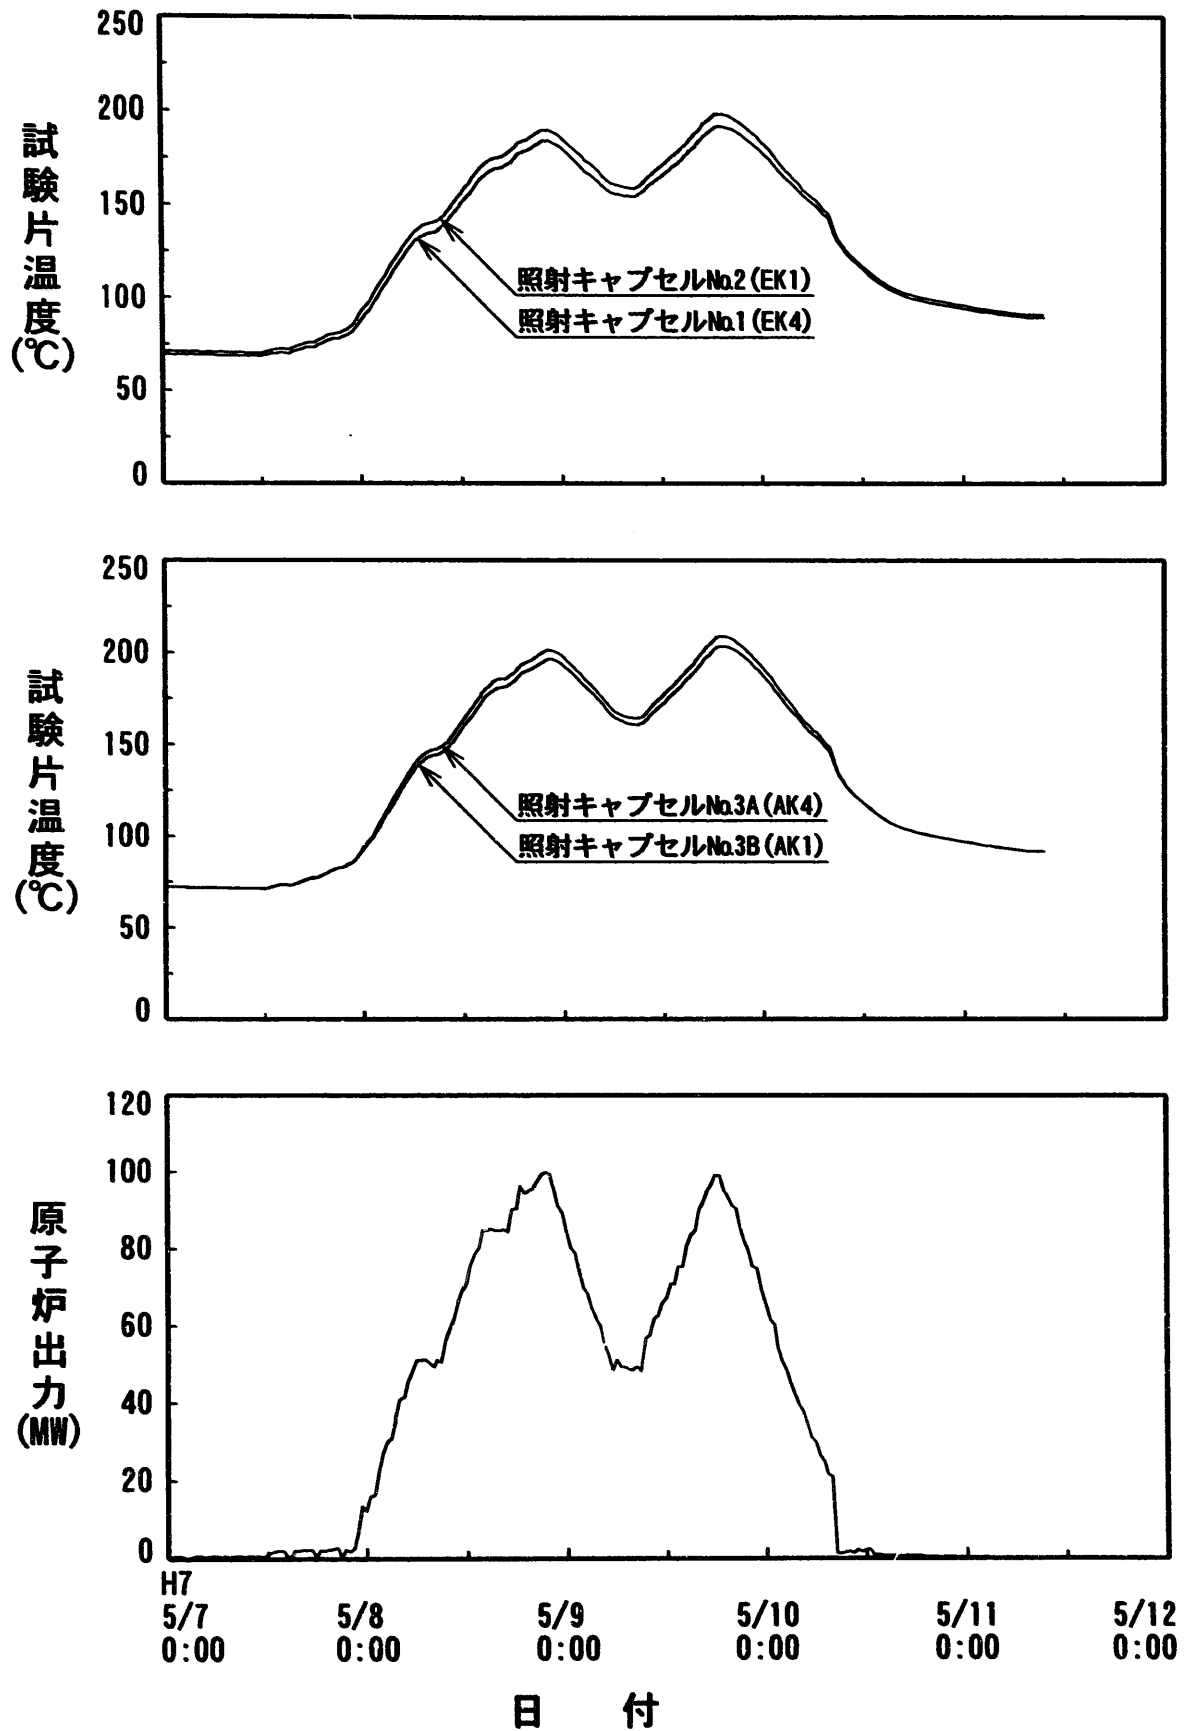 250
200
150
100
50
0
試験片温度
(℃)
照射キャプセルNo.2(EK1)
照射キャプセルNo.1(EK4)
250
200
150
100
50
0
試験片温度
(℃)
照射キャプセルNo.3A(AK4)
照射キャプセルNo.3B(AK1)
120
100
80
60
40
20
0
原子炉出力
(MW)
H7
5/7 5/8 5/9 5/10 5/11 5/12
0:00 0:00 0:00 0:00 0:00 0:00
日 付